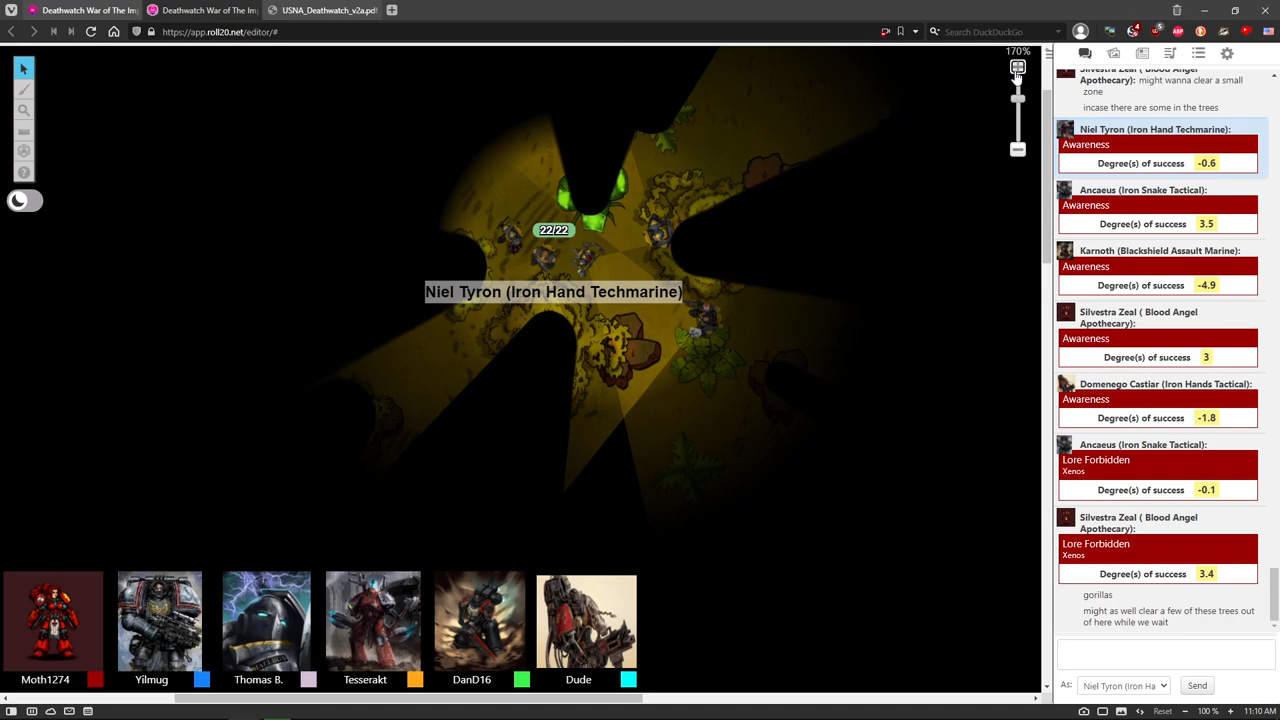 Deatchwatch War of The Im
Deatchwatch War of The Im
USNA_Deathwatch_v2a.pdf
https://app.roll20.net/editor/#
Search DuckDuckGo
170%
22/22
Niel Tyron (Iron Hand Techmarine)
Moth1274
Yilmug
Thomas B.
Tesserakt
DanD16
Dude
Silvestra Zeal ( Blood Angel
Apothecary): might wanna clear a small
zone
incase there are some in the trees
Niel Tyron (Iron Hand Techmarine):
Awareness
Degree(s) of success -0.6
Ancaeus (Iron Snake Tactical):
Awareness
Degree(s) of success 3.5
Karnoth (Blackshield Assault Marine):
Awareness
Degree(s) of success -4.9
Silvestra Zeal ( Blood Angel
Apothecary):
Awareness
Degree(s) of success 3
Domenego Castiar (Iron Hands Tactical):
Awareness
Degree(s) of success -1.8
Ancaeus (Iron Snake Tactical):
Lore Forbidden
Xenos
Degree(s) of success -0.1
Silvestra Zeal ( Blood Angel
Apothecary):
Lore Forbidden
Xenos
Degree(s) of success 3.4
gorillas
might as well clear a few of these trees out
of here while we wait
As: Niel Tyron (Iron Ha Send
Reset 100 % 11:10 AM